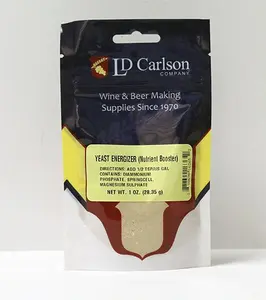 LD Carlson
COMPANY
Wine & Beer Making
Supplies Since 1970
YEAST ENERGIZER (Nutrient Booster)
DIRECTIONS: ADD 1/2 TSP PER GAL
CONTAINS: DIAMMONIUM
PHOSPHATE, SPRINGCELL,
MAGNESIUM SULPHATE
NET WT. 1 OZ. (28.35 g)